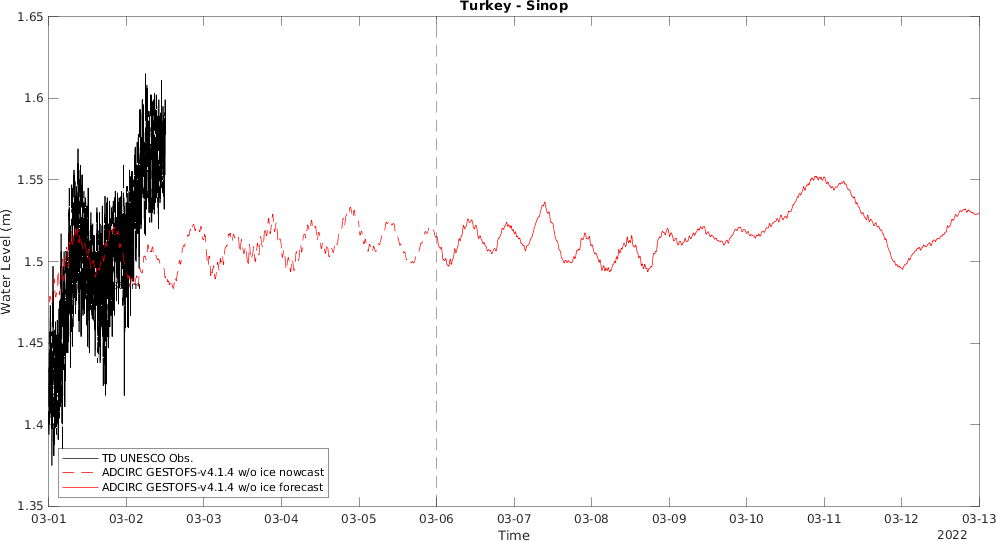 Turkey - Sinop
1.65
1.6
1.55
1.5
1.45
1.4
1.35
Water Level (m)
TD UNESCO Obs.
ADCIRC GESTOFS-v4.1.4 w/o ice nowcast
ADCIRC GESTOFS-v4.1.4 w/o ice forecast
03-01 03-02 03-03 03-04 03-05 03-06 03-07 03-08 03-09 03-10 03-11 03-12 03-13
Time
2022